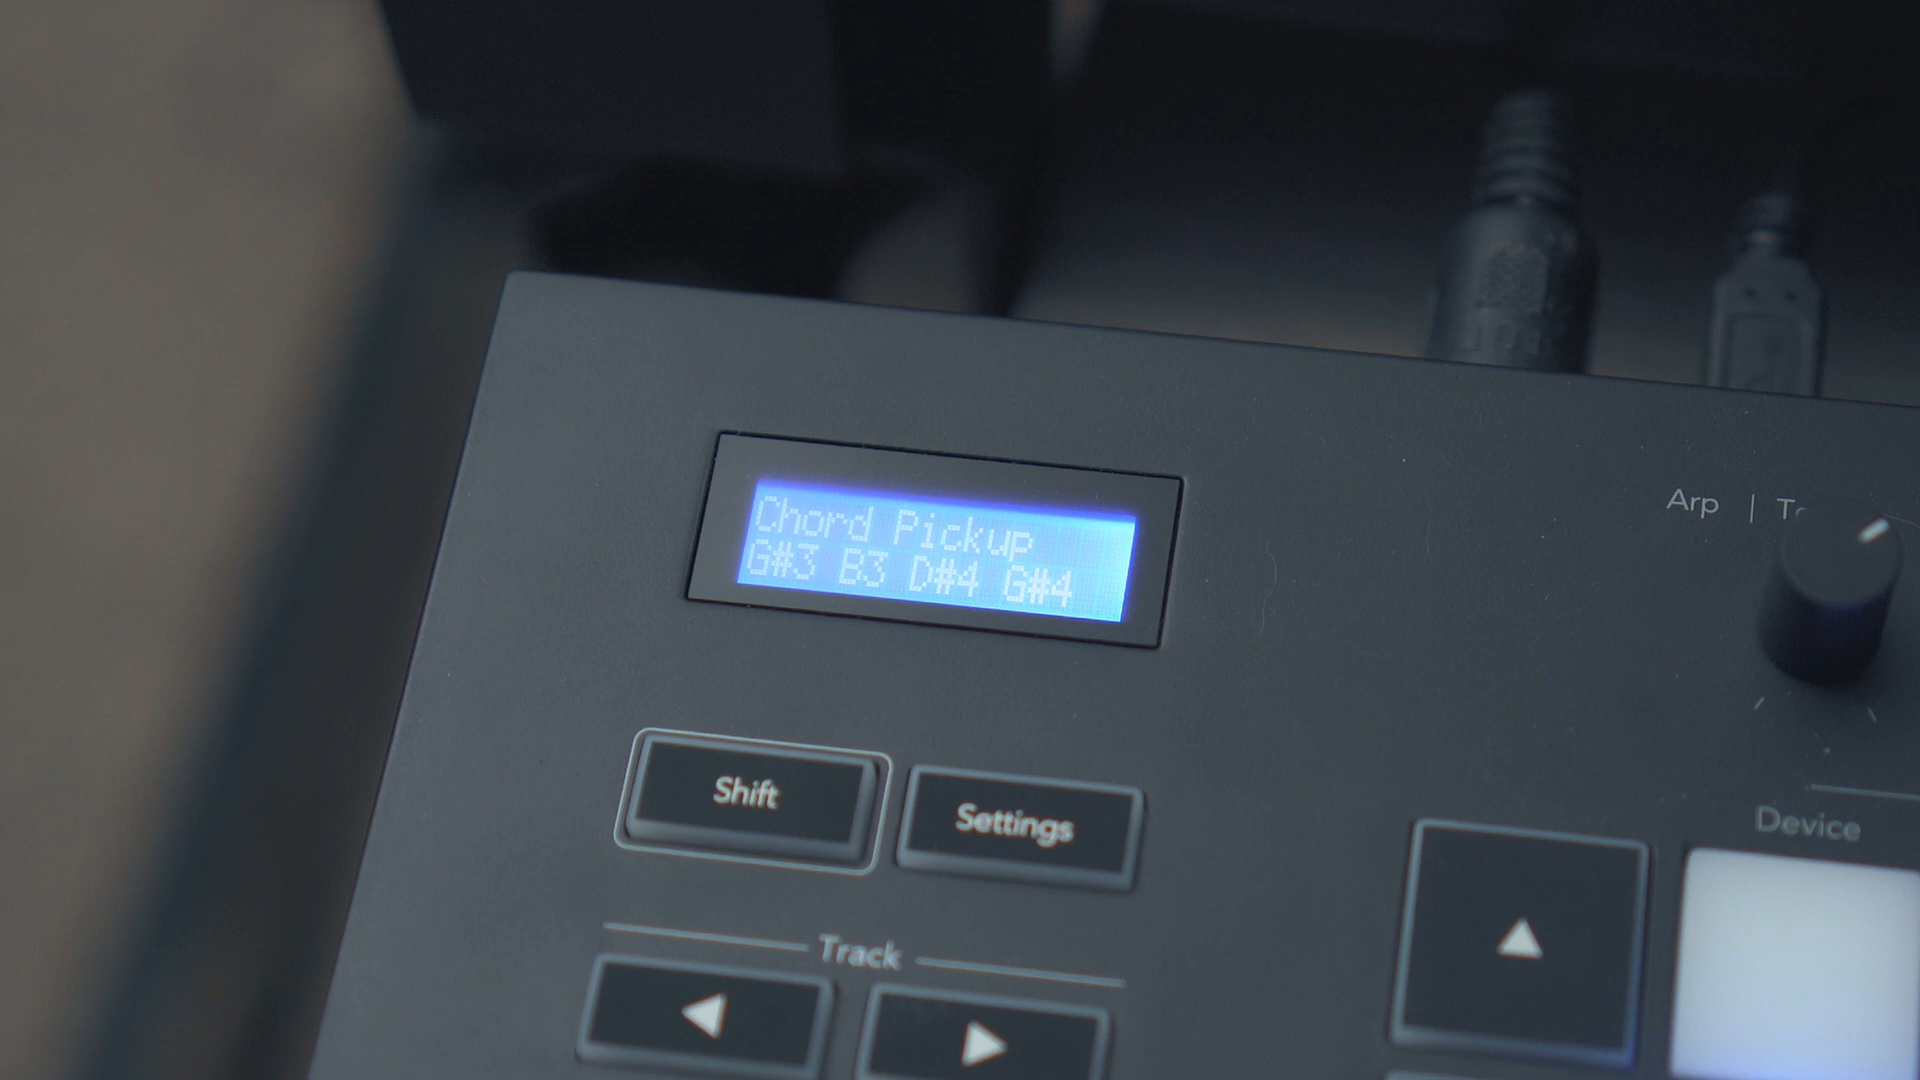 Chord Pickup
G#3 B3 D#4 G#4
Arp |
Shift
Settings
Device
Track